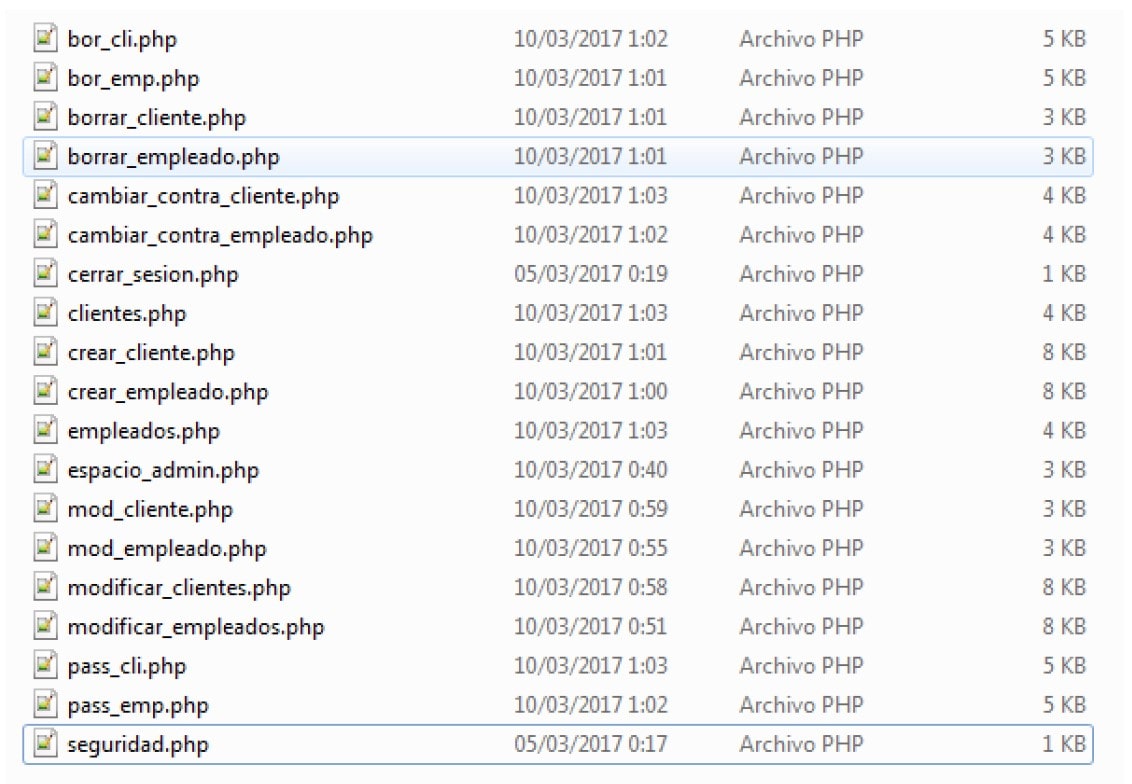 bor_cli.php 10/03/2017 1:02 Archivo PHP 5 KB
bor_emp.php 10/03/2017 1:01 Archivo PHP 5 KB
borrar_cliente.php 10/03/2017 1:01 Archivo PHP 3 KB
borrar_empleado.php 10/03/2017 1:01 Archivo PHP 3 KB
cambiar_contra_cliente.php 10/03/2017 1:03 Archivo PHP 4 KB
cambiar_contra_empleado.php 10/03/2017 1:02 Archivo PHP 4 KB
cerrar_sesion.php 05/03/2017 0:19 Archivo PHP 1 KB
clientes.php 10/03/2017 1:03 Archivo PHP 4 KB
crear_cliente.php 10/03/2017 1:01 Archivo PHP 8 KB
crear_empleado.php 10/03/2017 1:00 Archivo PHP 8 KB
empleados.php 10/03/2017 1:03 Archivo PHP 4 KB
espacio_admin.php 10/03/2017 0:40 Archivo PHP 3 KB
mod_cliente.php 10/03/2017 0:59 Archivo PHP 3 KB
mod_empleado.php 10/03/2017 0:55 Archivo PHP 3 KB
modificar_clientes.php 10/03/2017 0:58 Archivo PHP 8 KB
modificar_empleados.php 10/03/2017 0:51 Archivo PHP 8 KB
pass_cli.php 10/03/2017 1:03 Archivo PHP 5 KB
pass_emp.php 10/03/2017 1:02 Archivo PHP 5 KB
seguridad.php 05/03/2017 0:17 Archivo PHP 1 KB